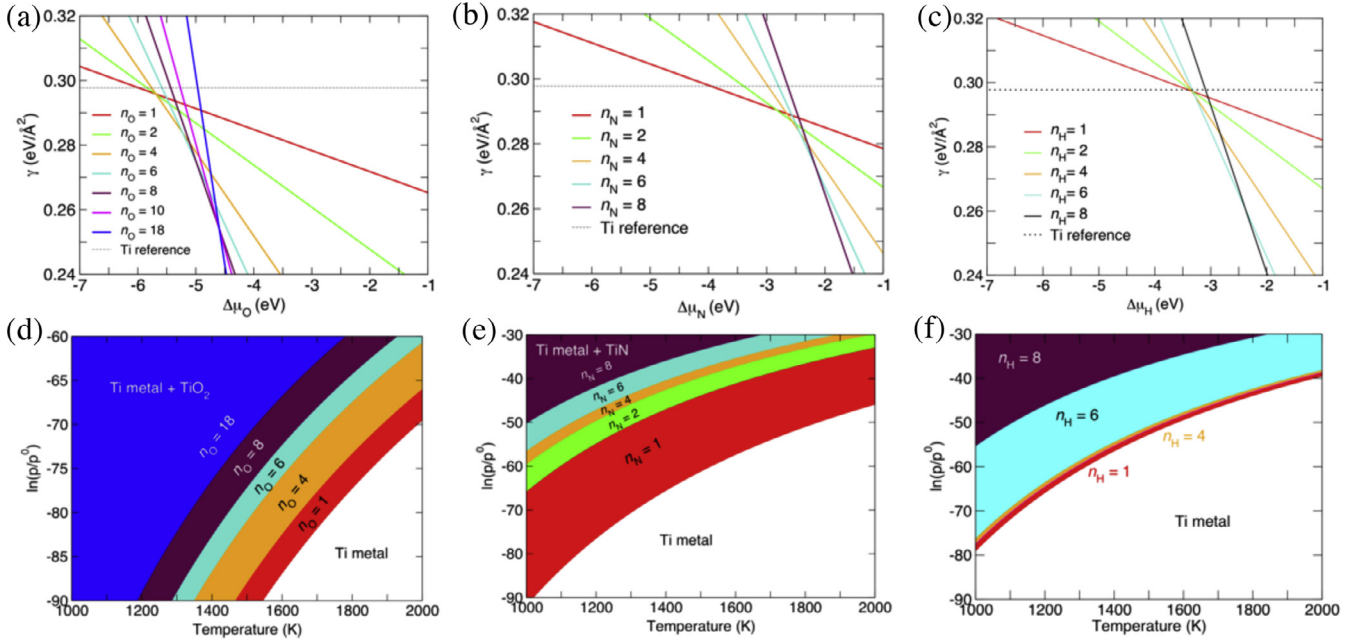 (a)
0.32
0.30
0.28
0.26
0.24
γ (eV/Å²)
n_O = 1
n_O = 2
n_O = 4
n_O = 6
n_O = 8
n_O = 10
n_O = 18
Ti reference
-7 -6 -5 -4 -3 -2 -1
Δμ_O (eV)
(b)
0.32
0.30
0.28
0.26
0.24
γ (eV/Å²)
n_N = 1
n_N = 2
n_N = 4
n_N = 6
n_N = 8
Ti reference
-7 -6 -5 -4 -3 -2 -1
Δμ_N (eV)
(c)
0.32
0.30
0.28
0.26
0.24
γ (eV/Å²)
n_H = 1
n_H = 2
n_H = 4
n_H = 6
n_H = 8
Ti reference
-7 -6 -5 -4 -3 -2 -1
Δμ_H (eV)
(d)
-60
-65
-70
-75
-80
-85
-90
ln(p/p⁰)
Ti metal + TiO₂
n_O = 18
n_O = 8
n_O = 6
n_O = 4
n_O = 1
Ti metal
1000 1200 1400 1600 1800 2000
Temperature (K)
(e)
-30
-40
-50
-60
-70
-80
-90
ln(p/p⁰)
Ti metal + TiN
n_N = 8
n_N = 6
n_N = 4
n_N = 2
n_N = 1
Ti metal
1000 1200 1400 1600 1800 2000
Temperature (K)
(f)
-30
-40
-50
-60
-70
-80
-90
ln(p/p⁰)
n_H = 8
n_H = 6
n_H = 4
n_H = 1
Ti metal
1000 1200 1400 1600 1800 2000
Temperature (K)